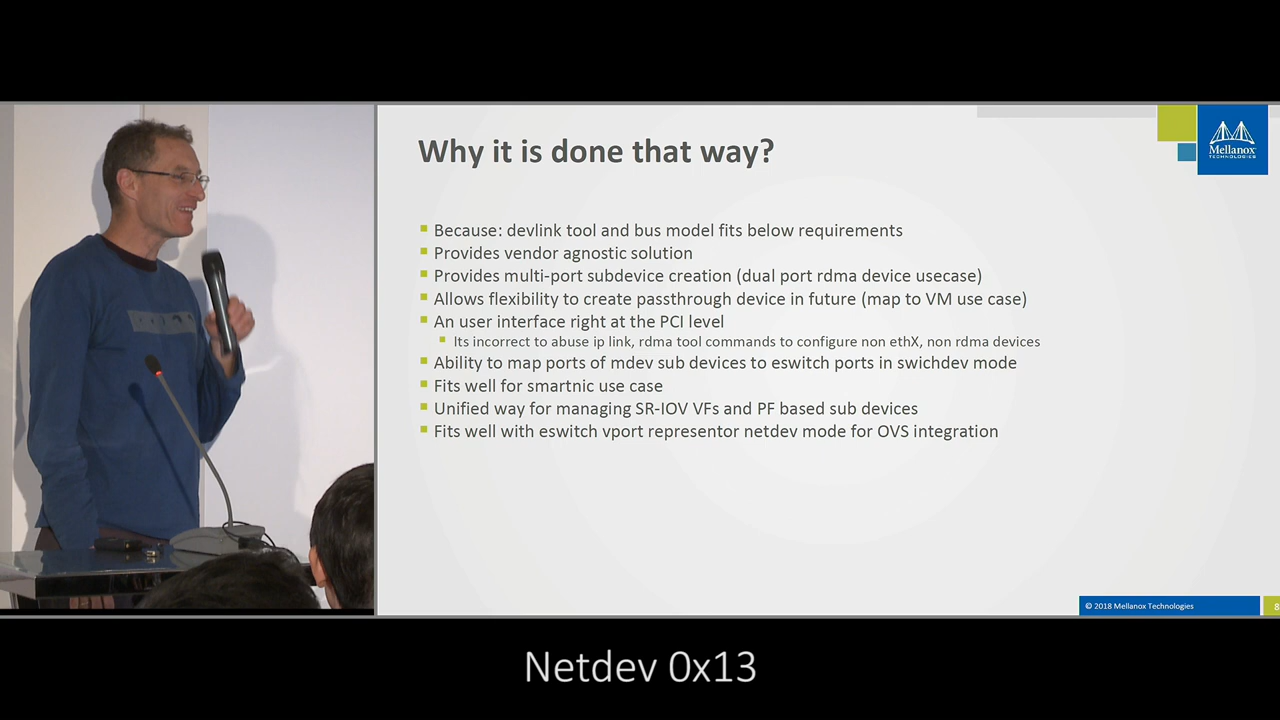 Why it is done that way?
Mellanox
TECHNOLOGIES
Because: devlink tool and bus model fits below requirements
Provides vendor agnostic solution
Provides multi-port subdevice creation (dual port rdma device usecase)
Allows flexibility to create passthrough device in future (map to VM use case)
An user interface right at the PCI level
Its incorrect to abuse ip link, rdma tool commands to configure non ethX, non rdma devices
Ability to map ports of mdev sub devices to eswitch ports in swichdev mode
Fits well for smartnic use case
Unified way for managing SR-IOV VFs and PF based sub devices
Fits well with eswitch vport representor netdev mode for OVS integration
© 2018 Mellanox Technologies
8
Netdev 0x13